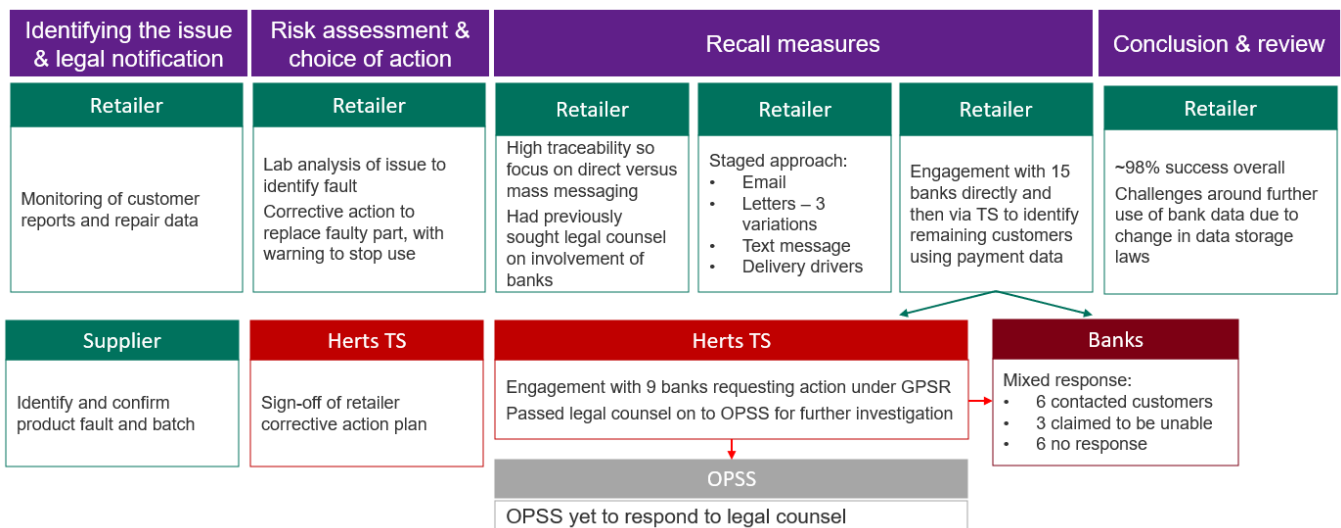 Identifying the issue
& legal notification
Risk assessment &
choice of action
Recall measures
Conclusion & review
Retailer
Monitoring of customer
reports and repair data
Retailer
Lab analysis of issue to
identify fault
Corrective action to
replace faulty part, with
warning to stop use
Retailer
High traceability so
focus on direct versus
mass messaging
Had previously
sought legal counsel
on involvement of
banks
Retailer
Staged approach:
• Email
• Letters – 3
variations
• Text message
• Delivery drivers
Retailer
Engagement with 15
banks directly and
then via TS to identify
remaining customers
using payment data
Retailer
~98% success overall
Challenges around further
use of bank data due to
change in data storage
laws
Supplier
Identify and confirm
product fault and batch
Herts TS
Sign-off of retailer
corrective action plan
Herts TS
Engagement with 9 banks requesting action under GPSR
Passed legal counsel on to OPSS for further investigation
Banks
Mixed response:
• 6 contacted customers
• 3 claimed to be unable
• 6 no response
OPSS
OPSS yet to respond to legal counsel